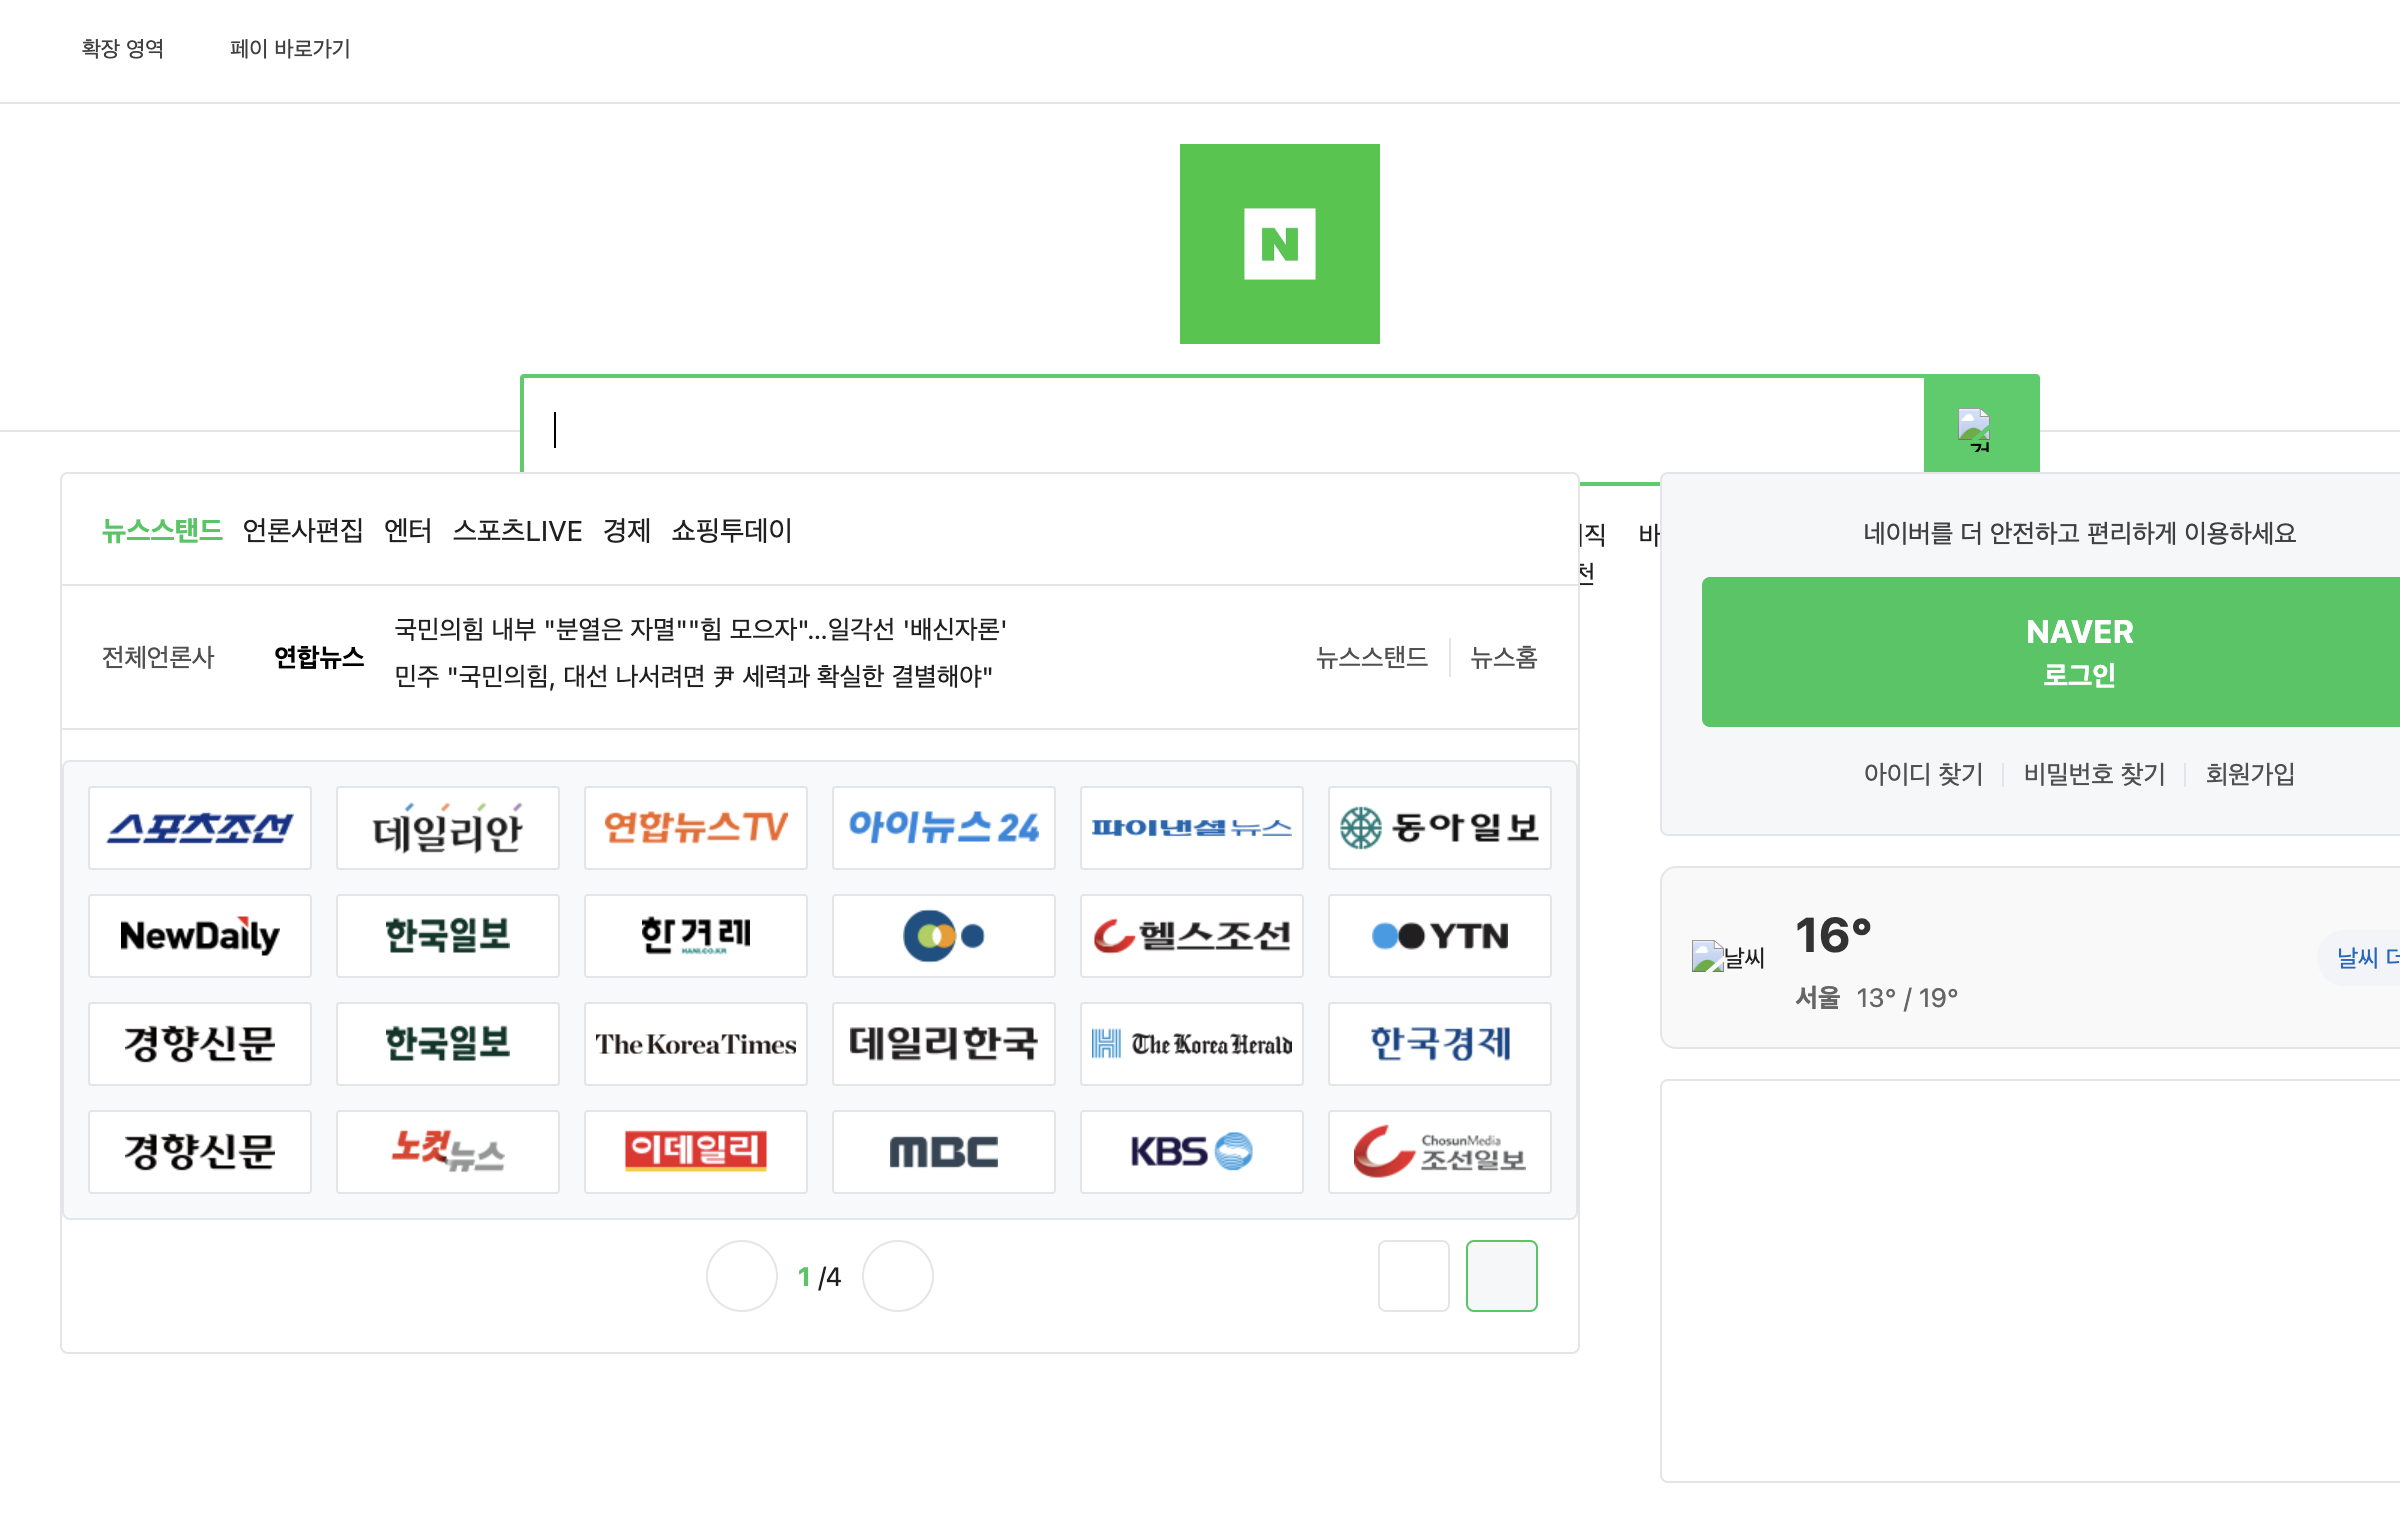 확장 영역 페이 바로가기
N
뉴스스탠드 언론사편집 엔터 스포츠LIVE 경제 쇼핑투데이
바
네이버를 더 안전하고 편리하게 이용하세요
전체언론사 연합뉴스
국민의힘 내부 "분열은 자멸""힘 모으자"...일각선 '배신자론'
민주 "국민의힘, 대선 나서려면 尹 세력과 확실한 결별해야"
뉴스스탠드 뉴스홈
NAVER
로그인
아이디 찾기 비밀번호 찾기 회원가입
스포츠조선 데일리안 연합뉴스TV 아이뉴스24 파이낸셜뉴스 동아일보
NewDaily 한국일보 한겨레 HANI.CO.KR 헬스조선 YTN
경향신문 한국일보 The Korea Times 데일리한국 The Korea Herald 한국경제
경향신문 노컷뉴스 이데일리 MBC KBS ChosunMedia 조선일보
날씨
16°
서울 13° / 19°
날씨
1 /4